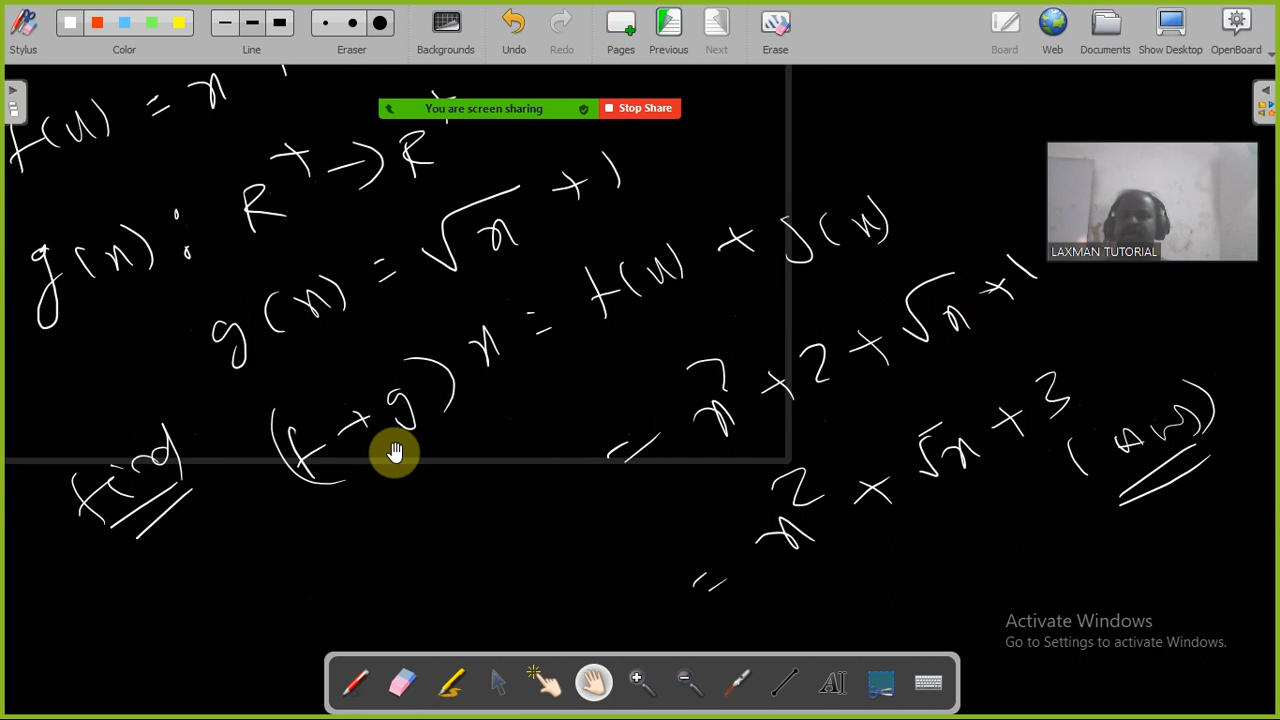 Stylus Color Line Eraser Backgrounds Undo Redo Pages Previous Next Erase Board Web Documents Show Desktop OpenBoard
You are screen sharing Stop Share
f(x) = x
g(x) : R+ → R+
g(x) = √x + 1
Find (f + g) x = f(x) + g(x)
= x² + 2 + √x + 1
= x² + √x + 3 (Ans)
LAXMAN TUTORIAL
Activate Windows
Go to Settings to activate Windows.
AI